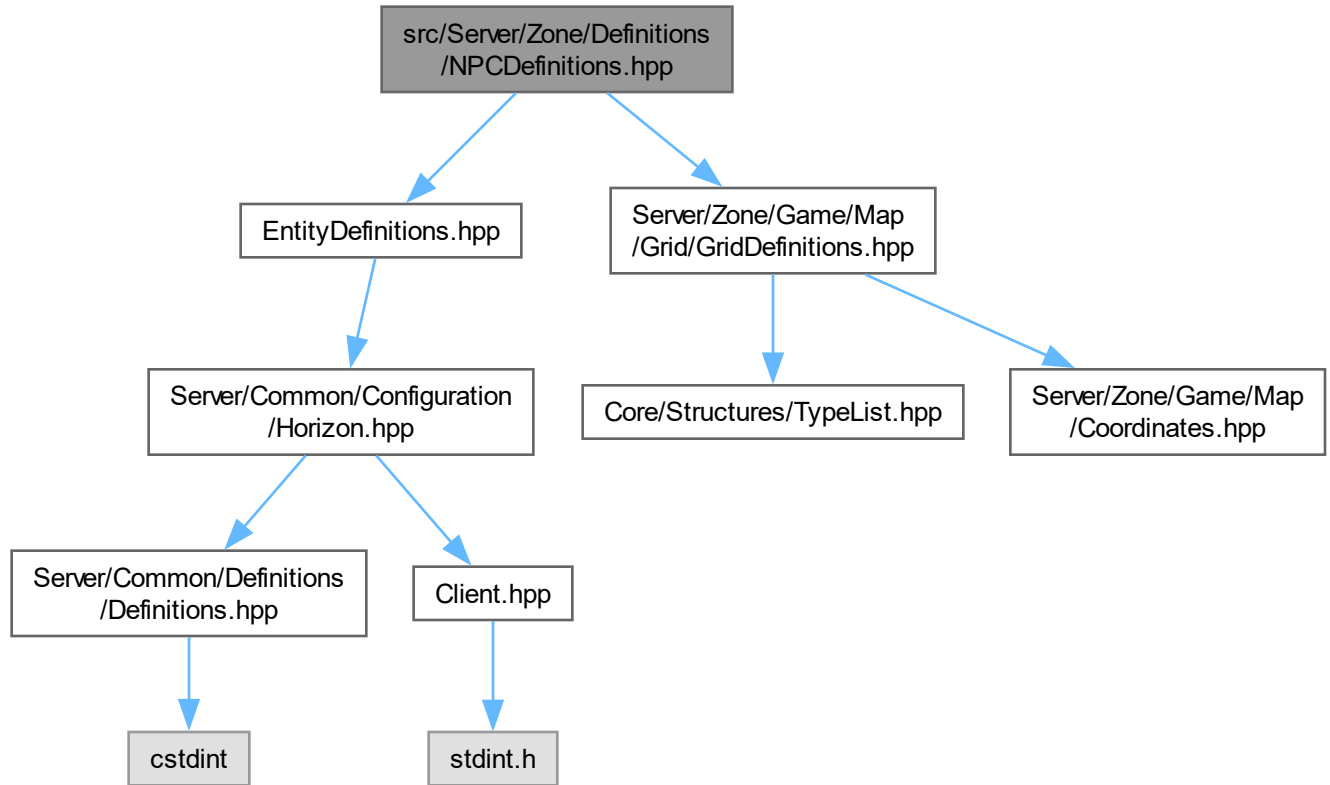 src/Server/Zone/Definitions
/NPCDefinitions.hpp
EntityDefinitions.hpp
Server/Zone/Game/Map
/Grid/GridDefinitions.hpp
Server/Common/Configuration
/Horizon.hpp
Core/Structures/TypeList.hpp
Server/Zone/Game/Map
/Coordinates.hpp
Server/Common/Definitions
/Definitions.hpp
Client.hpp
cstdint
stdint.h